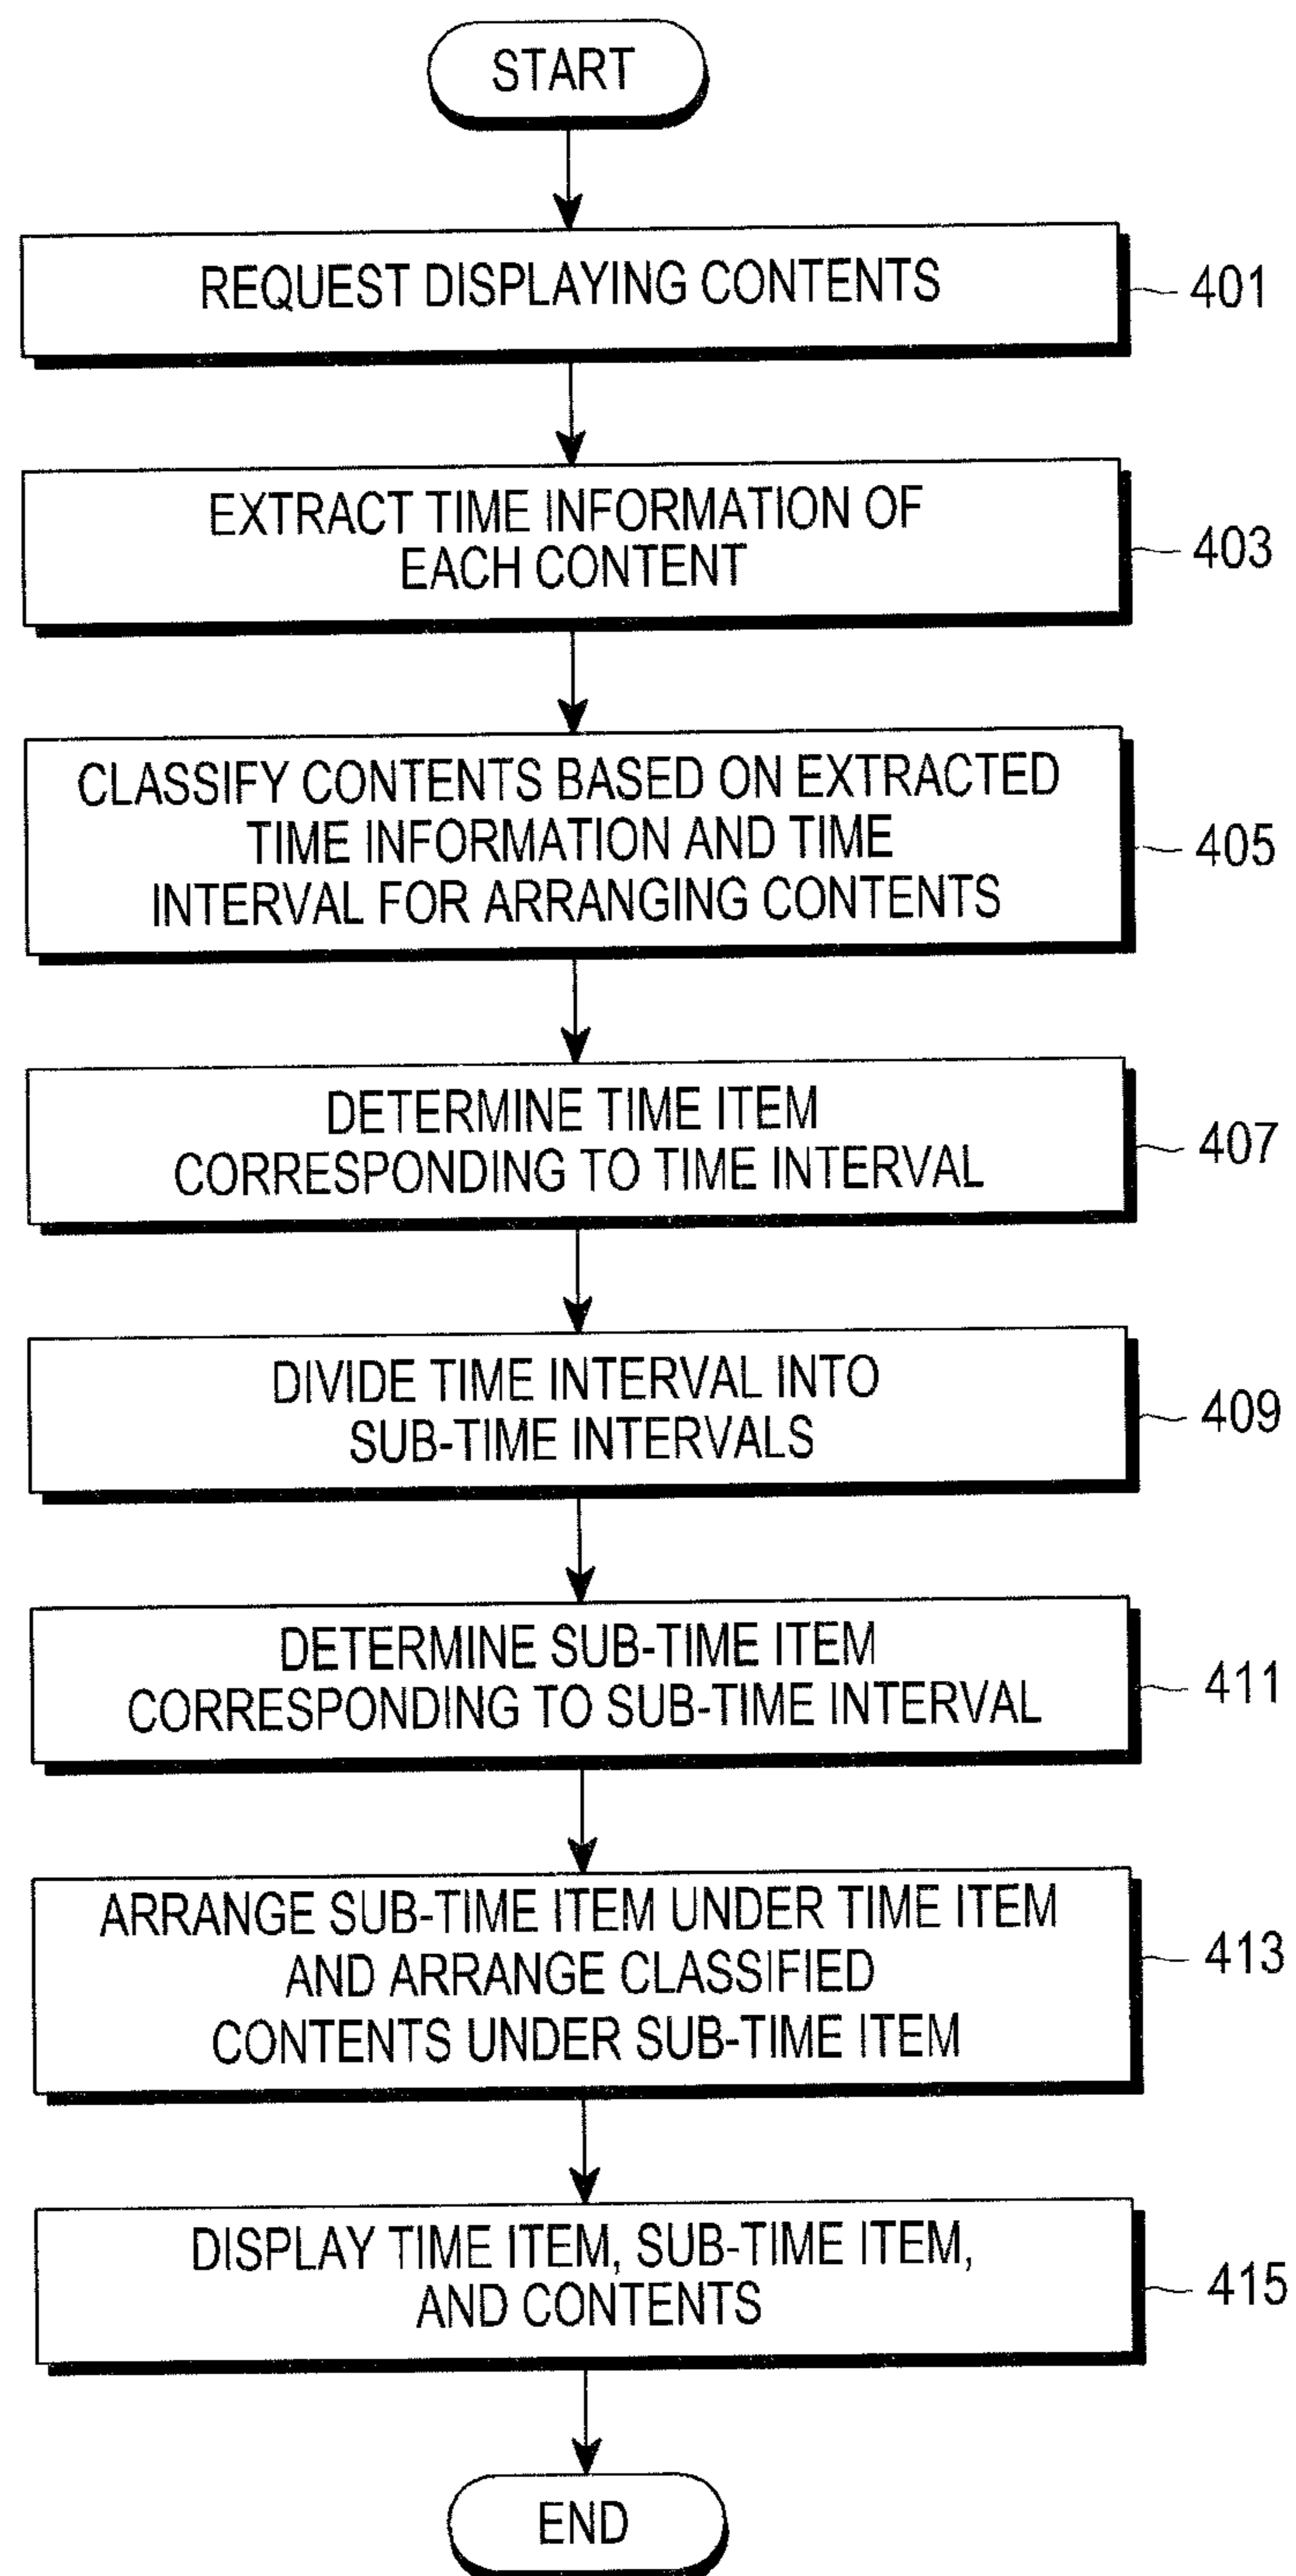 START
REQUEST DISPLAYING CONTENTS
401
EXTRACT TIME INFORMATION OF
EACH CONTENT
403
CLASSIFY CONTENTS BASED ON EXTRACTED
TIME INFORMATION AND TIME
INTERVAL FOR ARRANGING CONTENTS
405
DETERMINE TIME ITEM
CORRESPONDING TO TIME INTERVAL
407
DIVIDE TIME INTERVAL INTO
SUB-TIME INTERVALS
409
DETERMINE SUB-TIME ITEM
CORRESPONDING TO SUB-TIME INTERVAL
411
ARRANGE SUB-TIME ITEM UNDER TIME ITEM
AND ARRANGE CLASSIFIED
CONTENTS UNDER SUB-TIME ITEM
413
DISPLAY TIME ITEM, SUB-TIME ITEM,
AND CONTENTS
415
END